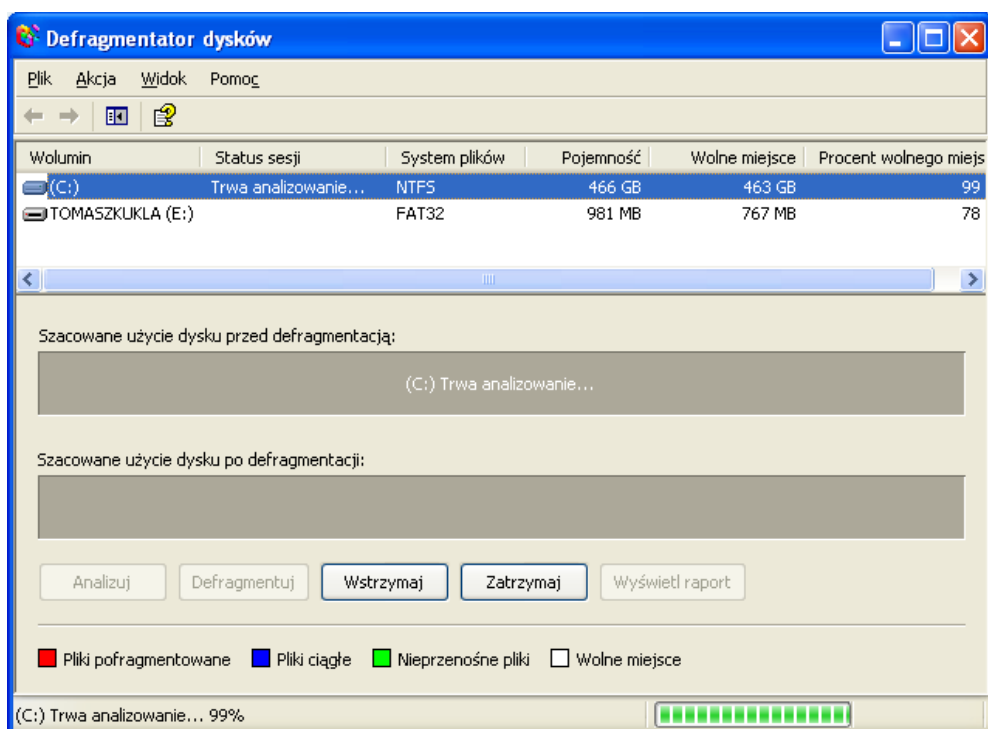 Defragmentator dysków
Plik Akcja Widok Pomoc
Wolumin Status sesji System plików Pojemność Wolne miejsce Procent wolnego miejs
(C:) Trwa analizowanie... NTFS 466 GB 463 GB 99
TOMASZKUKLA (E:) FAT32 981 MB 767 MB 78
Szacowane użycie dysku przed defragmentacją:
(C:) Trwa analizowanie...
Szacowane użycie dysku po defragmentacji:
Analizuj Defragmentuj Wstrzymaj Zatrzymaj Wyświetl raport
Pliki pofragmentowane Pliki ciągłe Nieprzenośne pliki Wolne miejsce
(C:) Trwa analizowanie... 99%